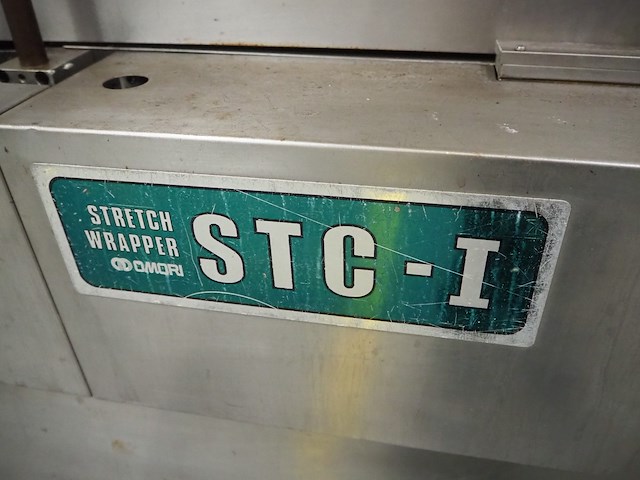 STRETCH
WRAPPER
OMORI
STC-I